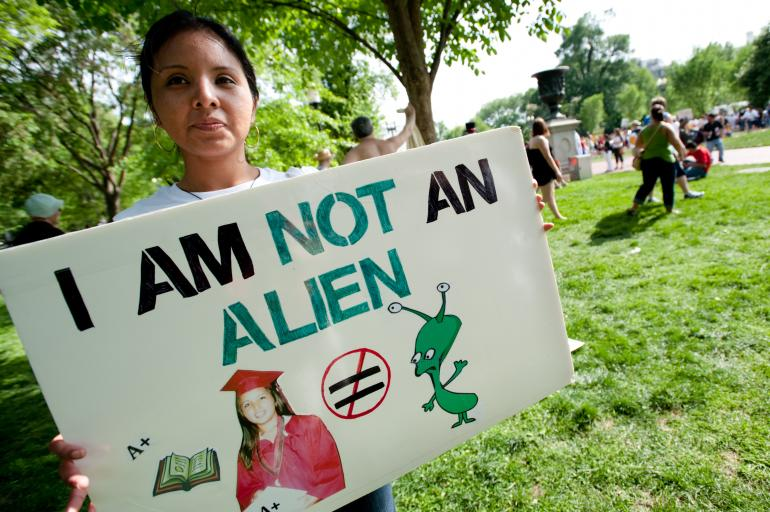 I AM NOT AN
ALIEN
A+
A+